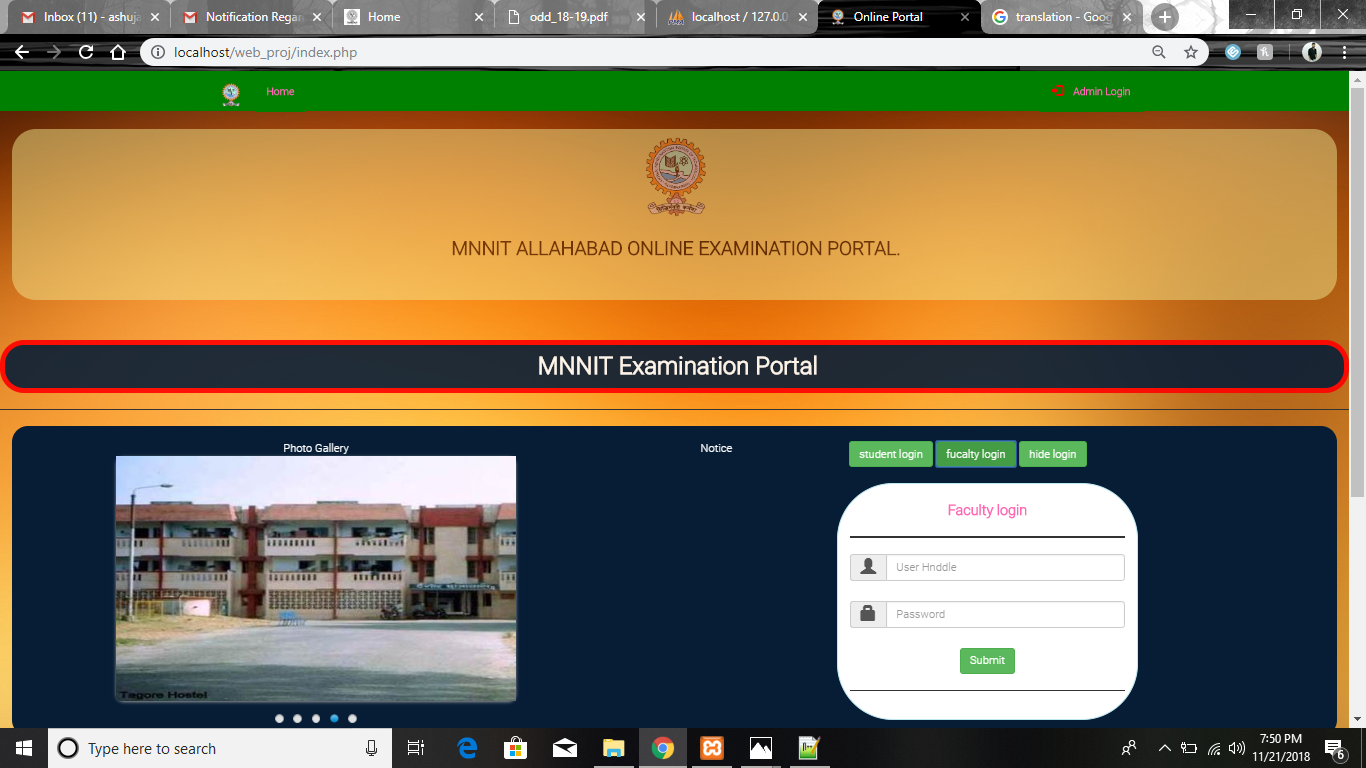 Inbox (11) - ashuja
Notification Regar
Home
odd_18-19.pdf
localhost / 127.0.0
Online Portal
translation - Goog
localhost/web_proj/index.php
Home
Admin Login
MNNIT ALLAHABAD ONLINE EXAMINATION PORTAL.
MNNIT Examination Portal
Photo Gallery
Notice
student login
fucalty login
hide login
Faculty login
User Hnddle
Password
Submit
Tagore Hostel
Type here to search
7:50 PM
11/21/2018
6